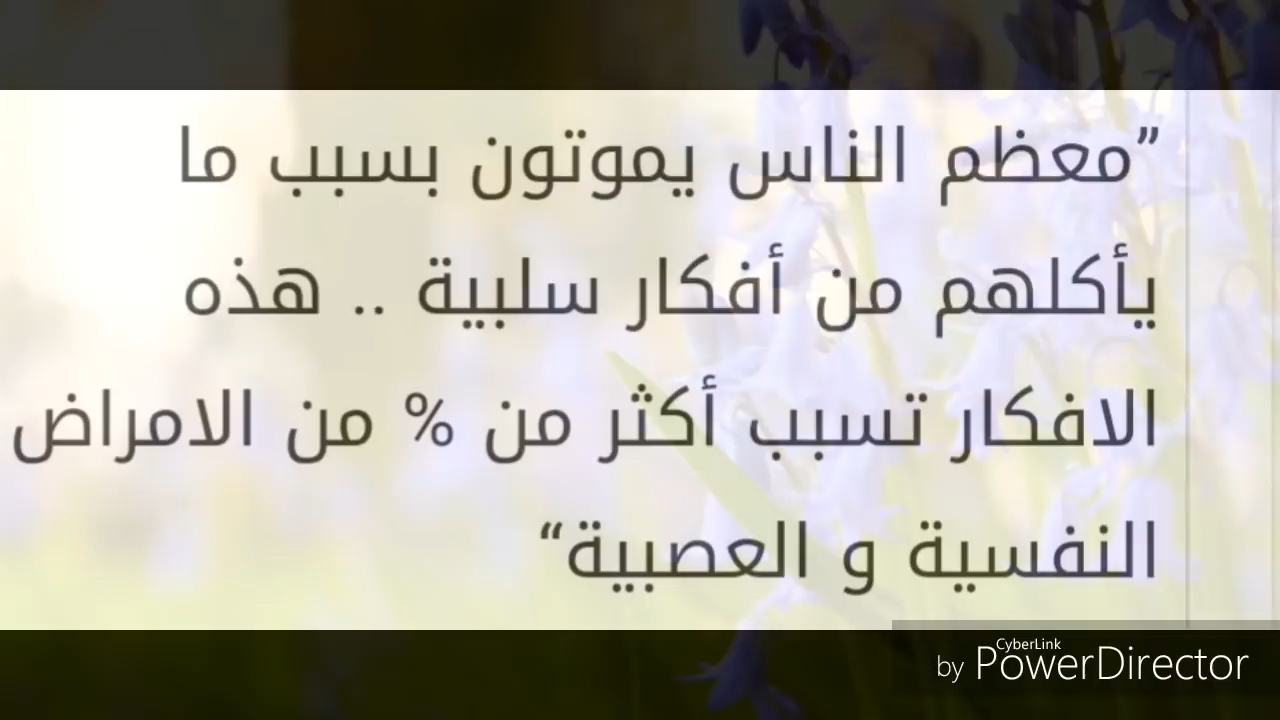 ”معظم الناس يموتون بسبب ما
يأكلهم من أفكار سلبية .. هذه
الافكار تسبب أكثر من % من الامراض
النفسية و العصبية“
by CyberLink PowerDirector